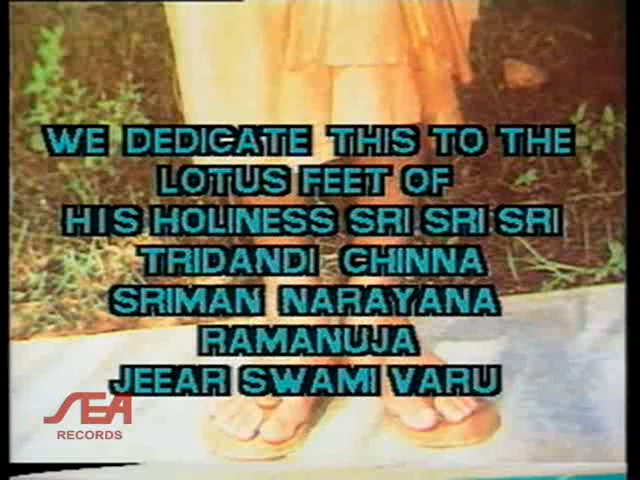 WE DEDICATE THIS TO THE
LOTUS FEET OF
HIS HOLINESS SRI SRI SRI
TRIDANDI CHINNA
SRIMAN NARAYANA
RAMANUJA
JEEAR SWAMI VARU
SEA
RECORDS